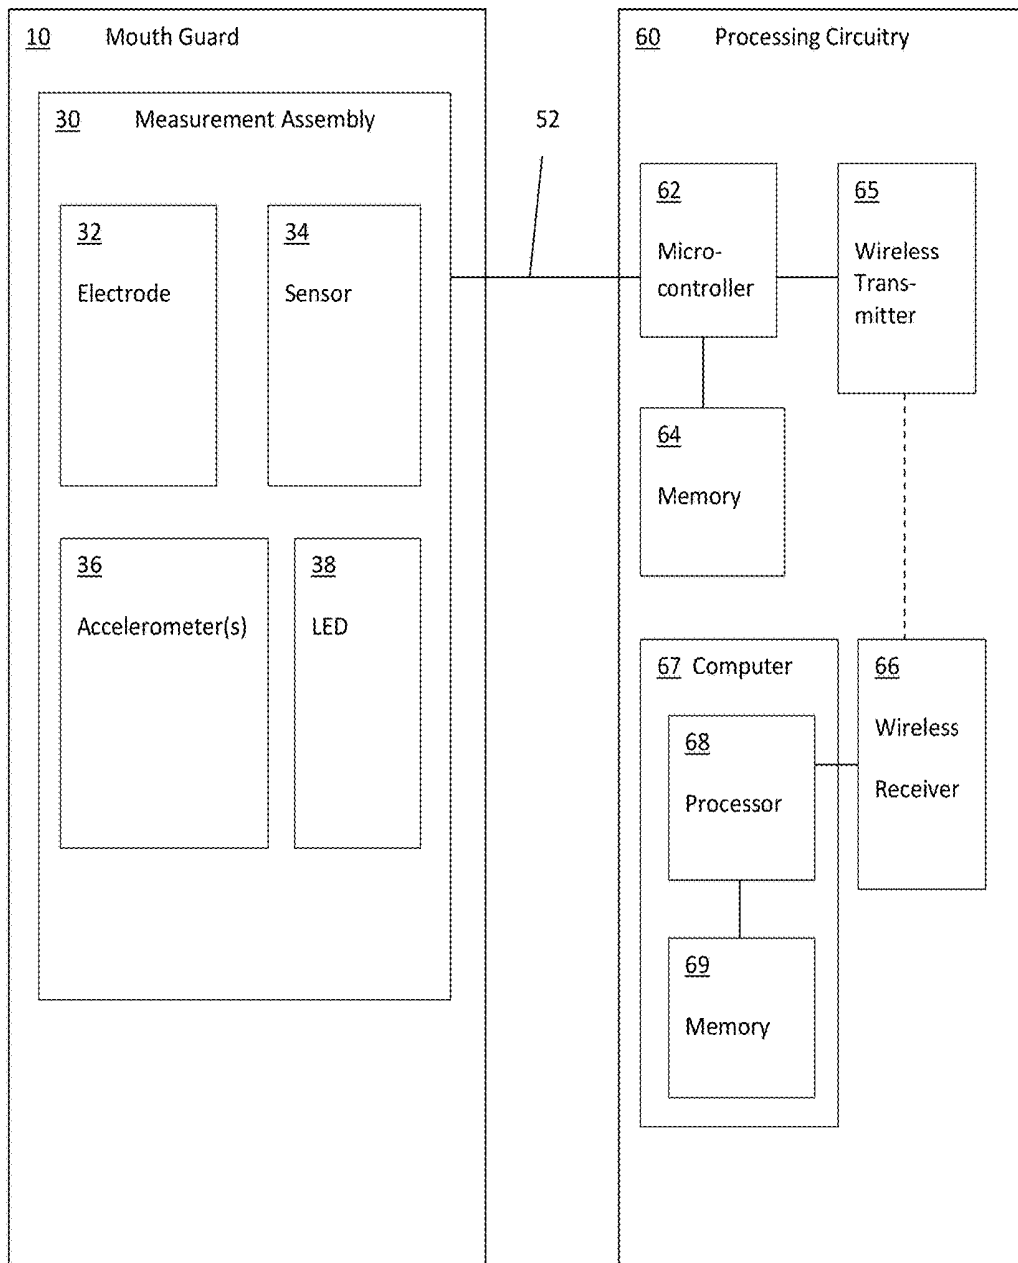 10 Mouth Guard
30 Measurement Assembly
32
Electrode
34
Sensor
36
Accelerometer(s)
38
LED
52
60 Processing Circuitry
62
Micro-
controller
65
Wireless
Trans-
mitter
64
Memory
67 Computer
68
Processor
69
Memory
66
Wireless
Receiver